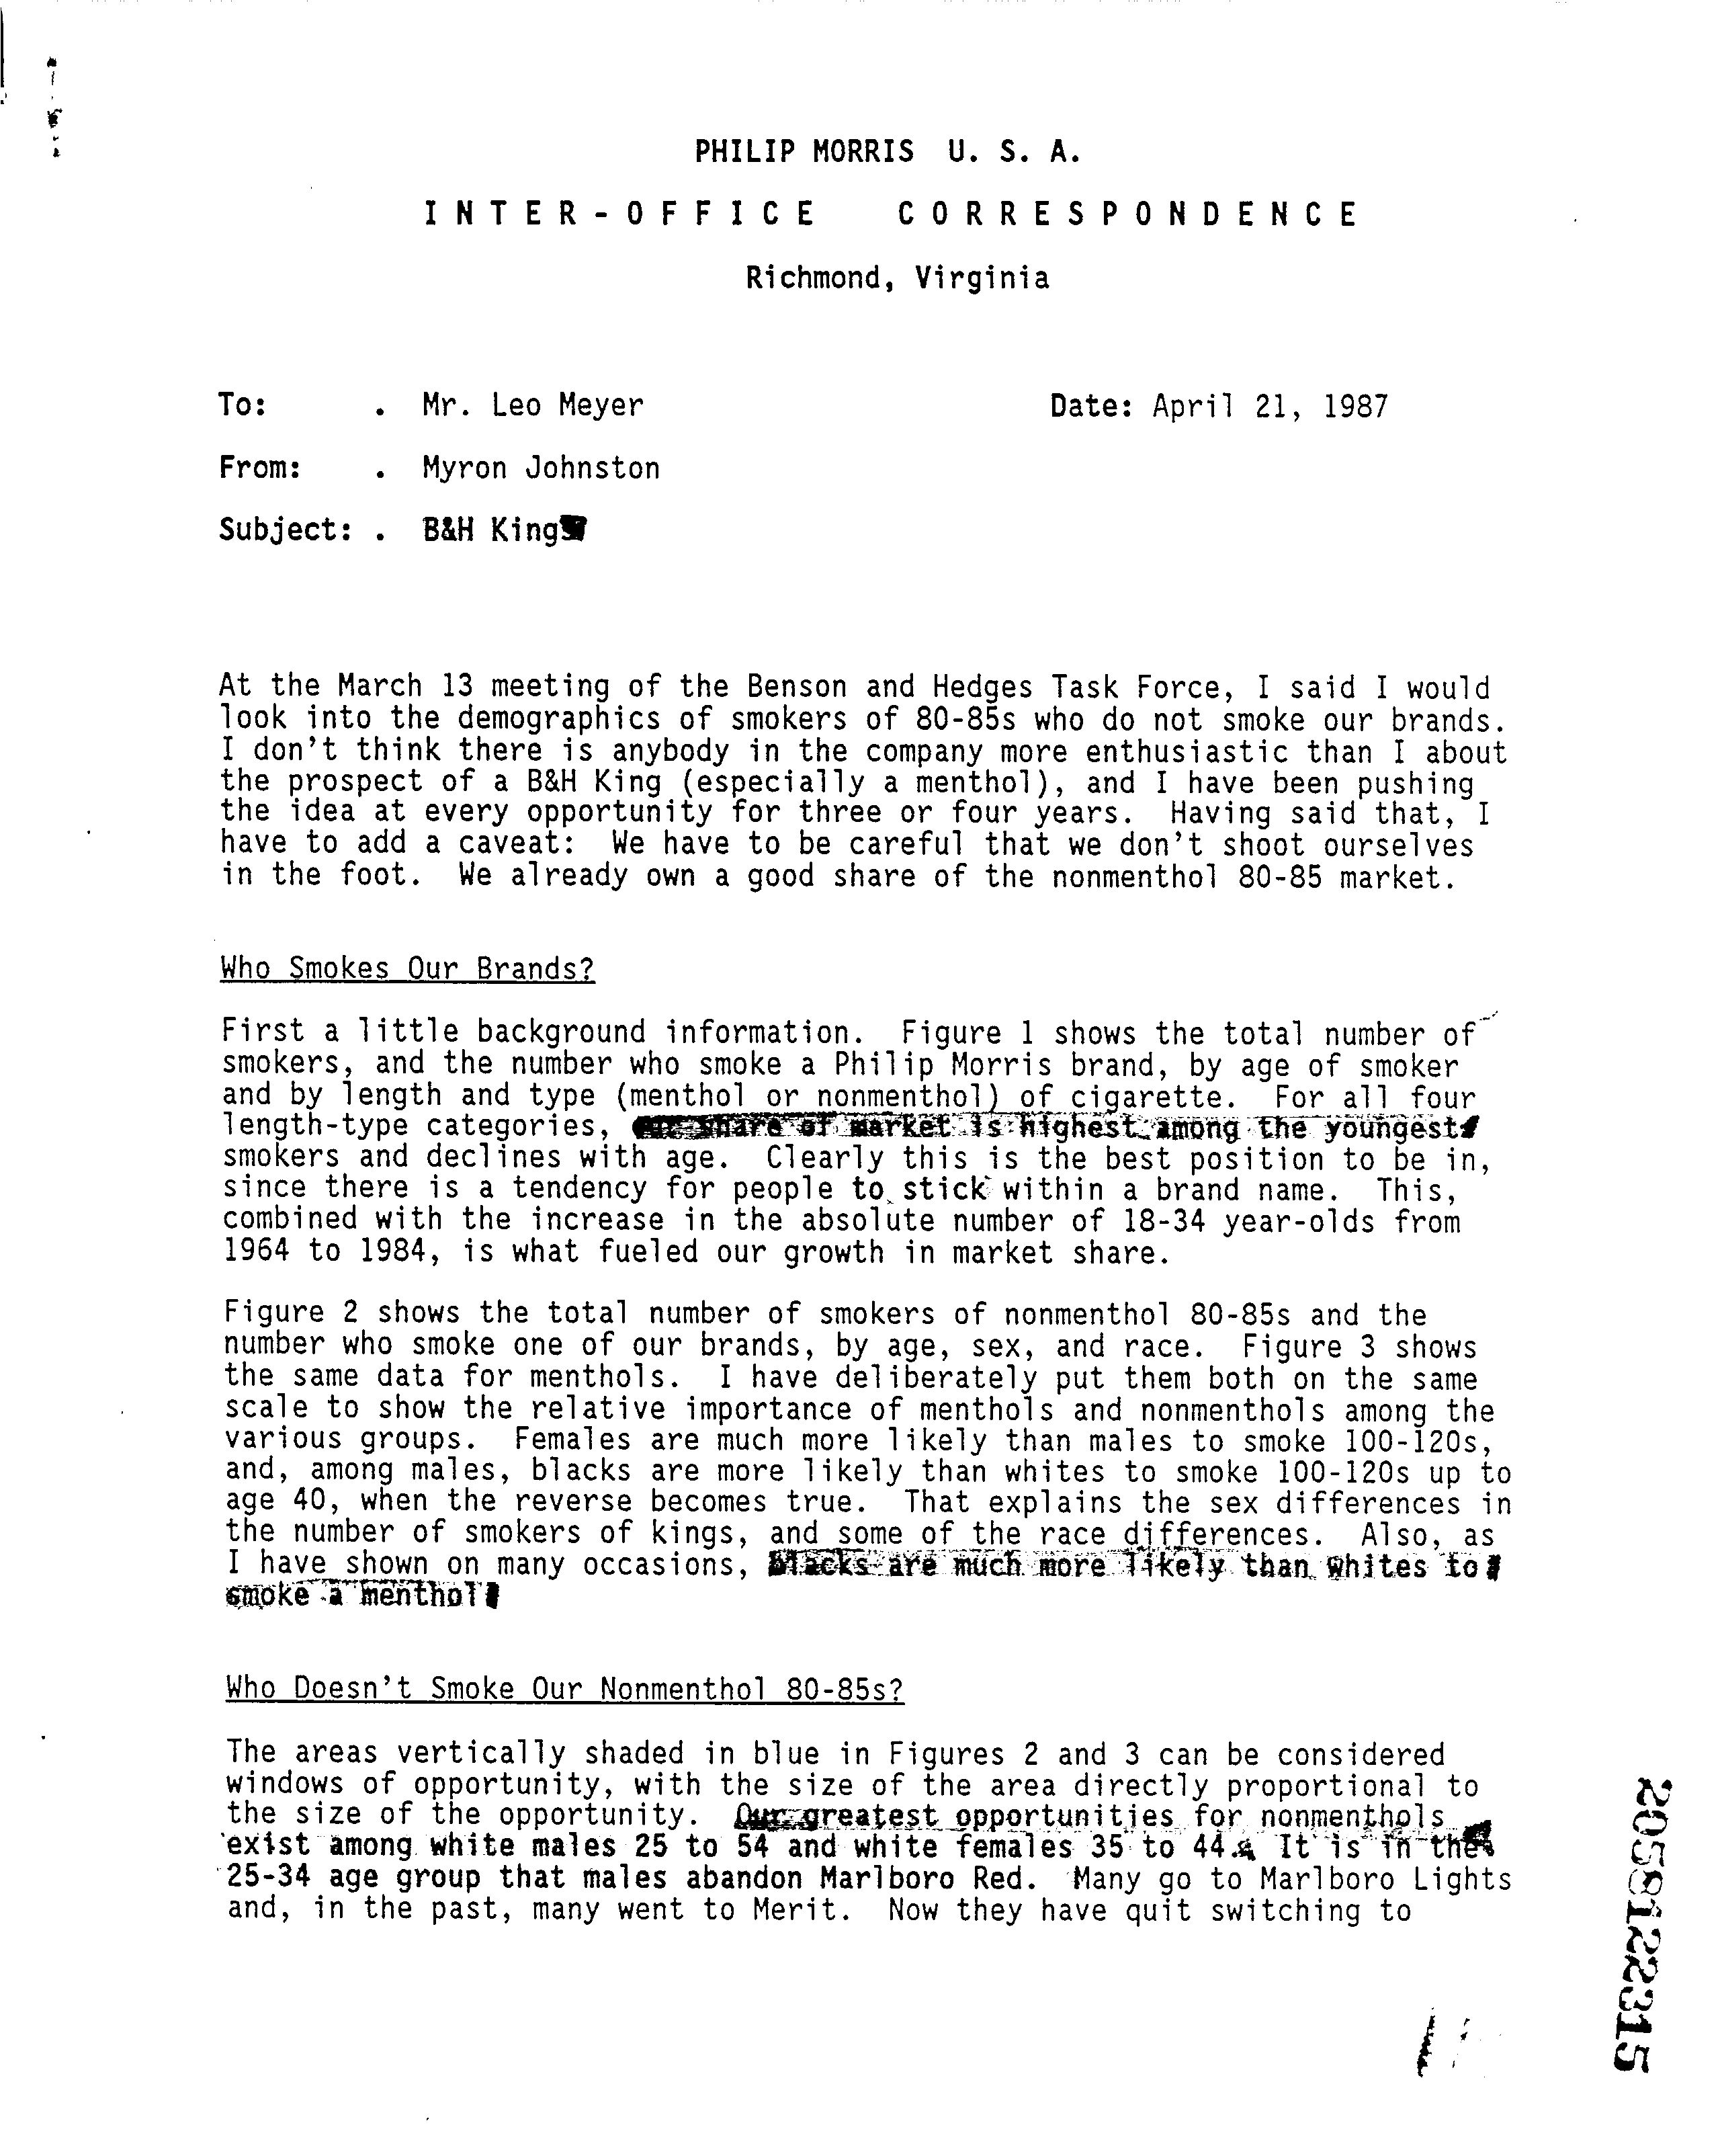 PHILIP MORRIS U. S. A.
INTER-OFFICE CORRESPONDENCE
Richmond, Virginia
To: . Mr. Leo Meyer Date: April 21, 1987
From: . Myron Johnston
Subject: . B&H Kings
At the March 13 meeting of the Benson and Hedges Task Force, I said I would
look into the demographics of smokers of 80-85s who do not smoke our brands.
I don't think there is anybody in the company more enthusiastic than I about
the prospect of a B&H King (especially a menthol), and I have been pushing
the idea at every opportunity for three or four years. Having said that, I
have to add a caveat: We have to be careful that we don't shoot ourselves
in the foot. We already own a good share of the nonmenthol 80-85 market.
Who Smokes Our Brands?
First a little background information. Figure 1 shows the total number of
smokers, and the number who smoke a Philip Morris brand, by age of smoker
and by length and type (menthol or nonmenthol) of cigarette. For all four
length-type categories, our share of market is highest among the youngest
smokers and declines with age. Clearly this is the best position to be in,
since there is a tendency for people to stick within a brand name. This,
combined with the increase in the absolute number of 18-34 year-olds from
1964 to 1984, is what fueled our growth in market share.
Figure 2 shows the total number of smokers of nonmenthol 80-85s and the
number who smoke one of our brands, by age, sex, and race. Figure 3 shows
the same data for menthols. I have deliberately put them both on the same
scale to show the relative importance of menthols and nonmenthols among the
various groups. Females are much more likely than males to smoke 100-120s,
and, among males, blacks are more likely than whites to smoke 100-120s up to
age 40, when the reverse becomes true. That explains the sex differences in
the number of smokers of kings, and some of the race differences. Also, as
I have shown on many occasions, blacks are much more likely than whites to
smoke a menthol.
Who Doesn't Smoke Our Nonmenthol 80-85s?
The areas vertically shaded in blue in Figures 2 and 3 can be considered
windows of opportunity, with the size of the area directly proportional to
the size of the opportunity. Our greatest opportunities for nonmenthols
exist among white males 25 to 54 and white females 35 to 44. It is in the
25-34 age group that males abandon Marlboro Red. Many go to Marlboro Lights
and, in the past, many went to Merit. Now they have quit switching to
2058122315